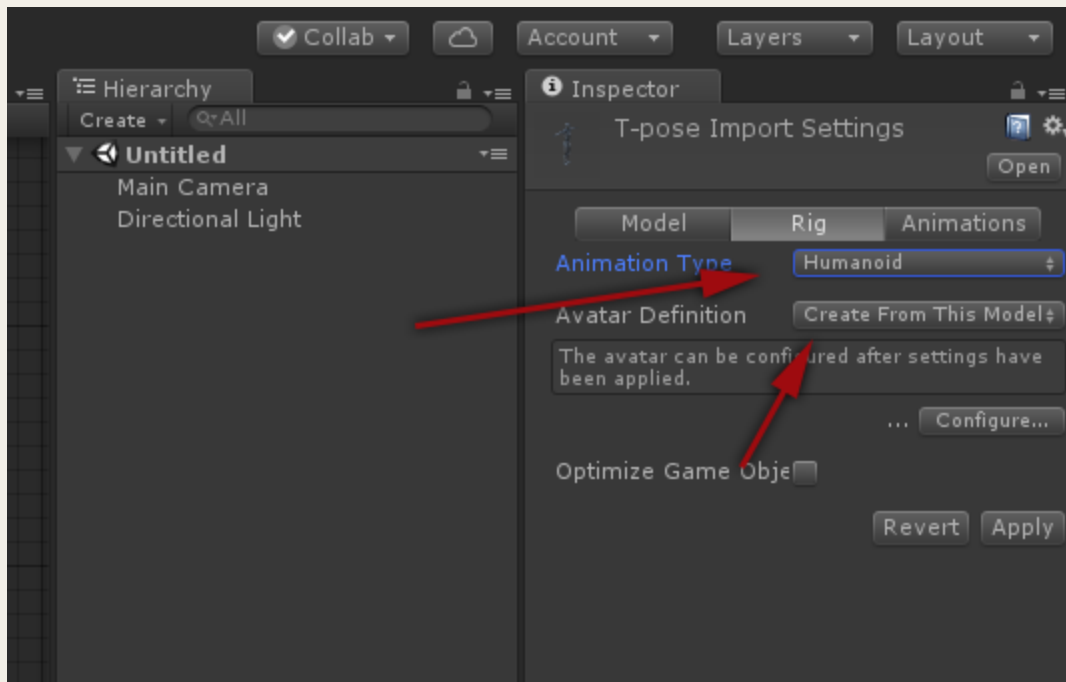 Collab
Account
Layers
Layout
Hierarchy
Create
All
Untitled
Main Camera
Directional Light
Inspector
T-pose Import Settings
Open
Model
Rig
Animations
Animation Type
Humanoid
Avatar Definition
Create From This Model
The avatar can be configured after settings have
been applied.
... Configure...
Optimize Game Obje
Revert
Apply